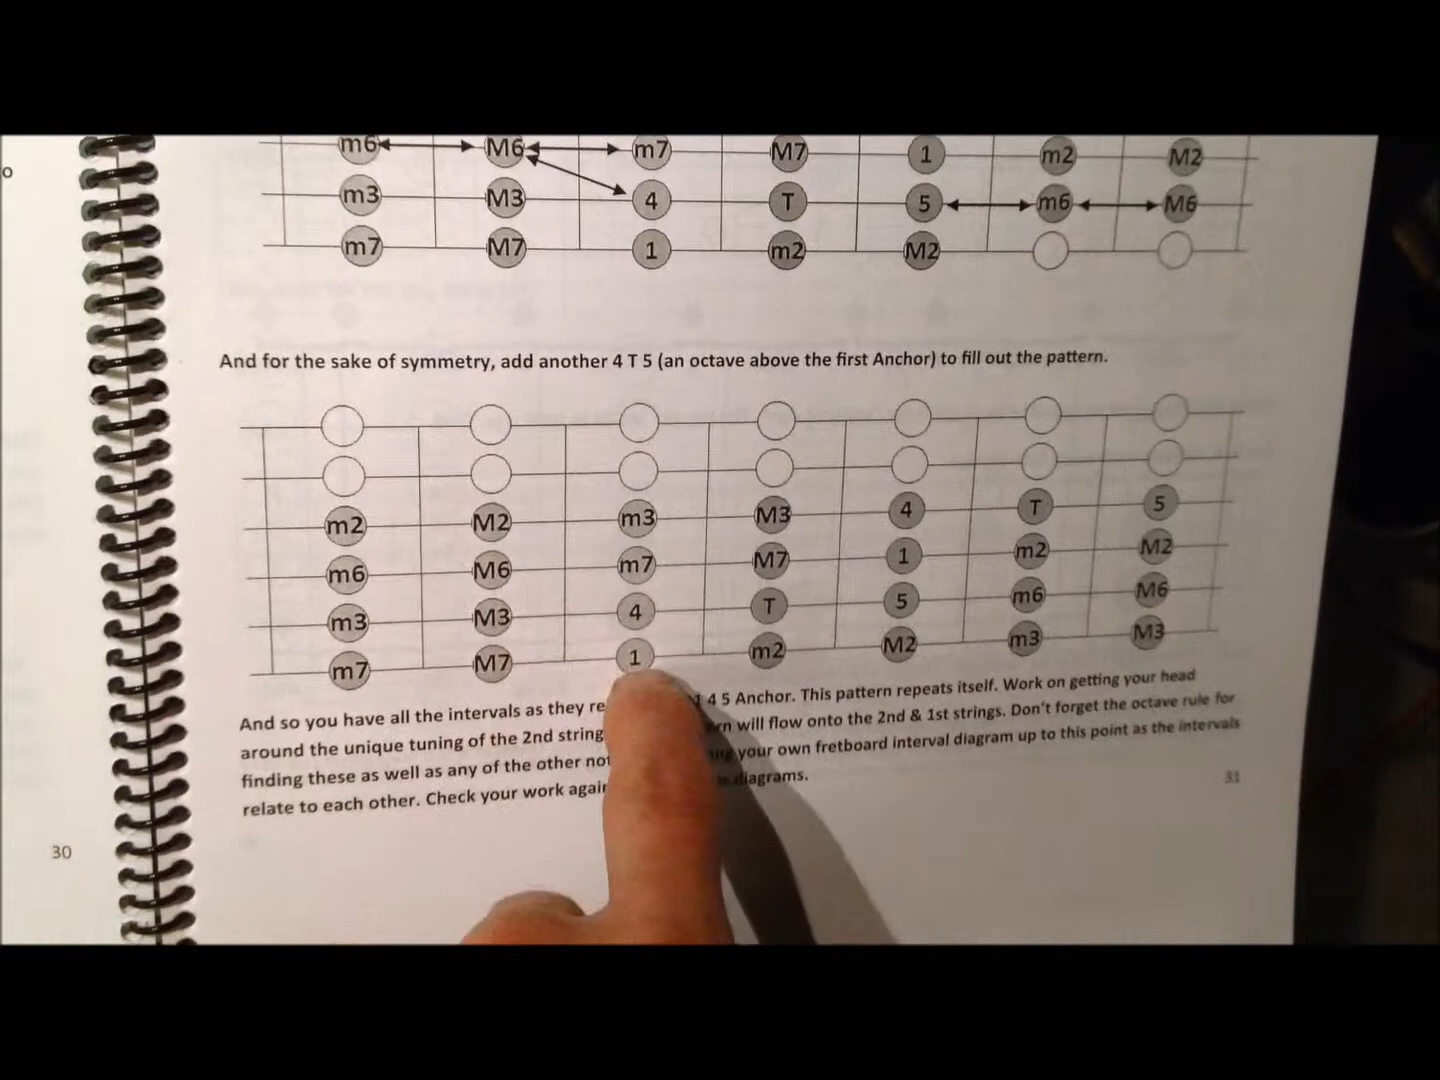 o
m6 M6 m7 M7 1 m2 M2
m3 M3 4 T 5 m6 M6
m7 M7 1 m2 M2
And for the sake of symmetry, add another 4 T 5 (an octave above the first Anchor) to fill out the pattern.
m2 M2 m3 M3 4 T 5
m6 M6 m7 M7 1 m2 M2
m3 M3 4 T 5 m6 M6
m7 M7 1 m2 M2 m3 M3
And so you have all the intervals as they re 4 5 Anchor. This pattern repeats itself. Work on getting your head
around the unique tuning of the 2nd string will flow onto the 2nd & 1st strings. Don't forget the octave rule for
finding these as well as any of the other not your own fretboard interval diagram up to this point as the intervals
relate to each other. Check your work again diagrams.
31
30